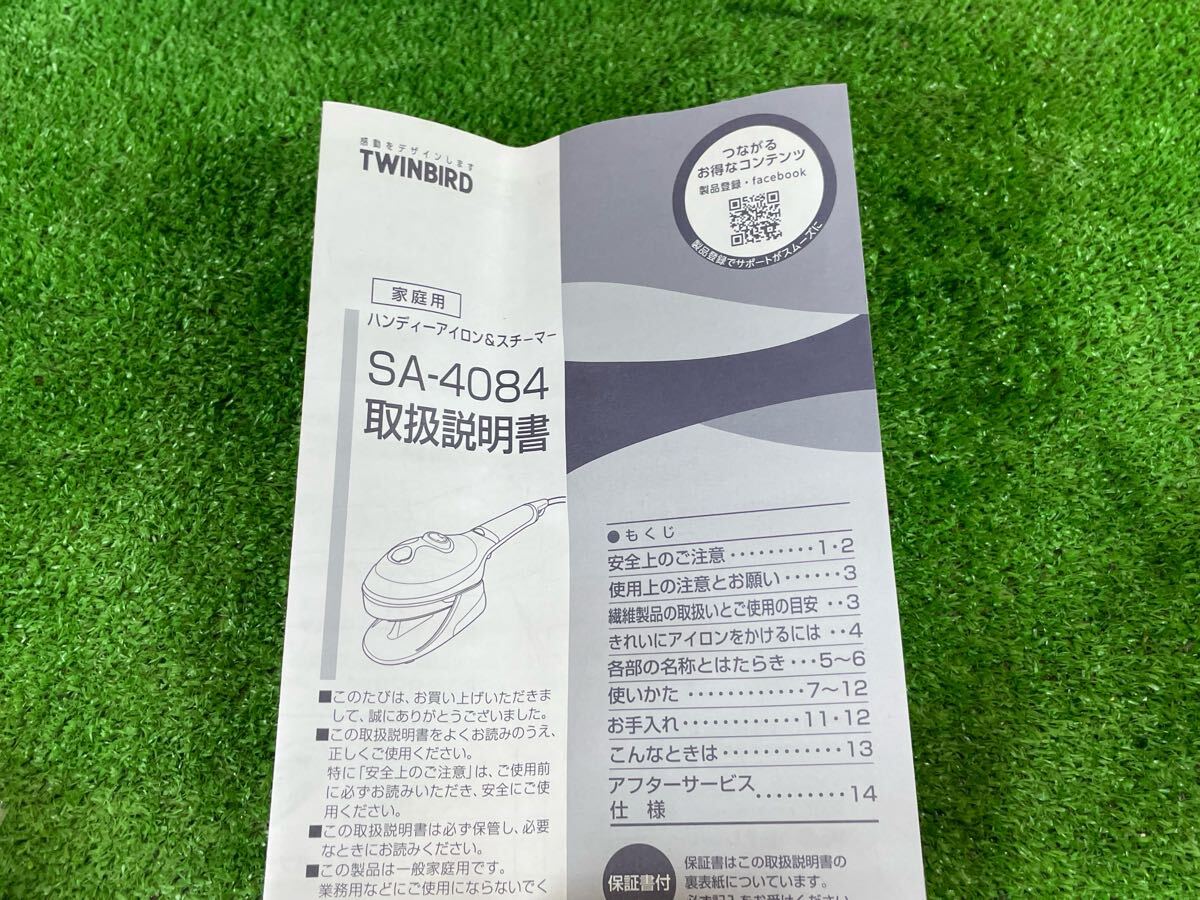 感動をデザインします
TWINBIRD
家庭用
ハンディーアイロン&スチーマー
SA-4084
取扱説明書
■このたびは、お買い上げいただきま
して、誠にありがとうございました。
■この取扱説明書をよくお読みのうえ、
正しくご使用ください。
特に「安全上のご注意」は、ご使用前
に必ずお読みいただき、安全にご使
用ください。
■この取扱説明書は必ず保管し、必要
なときにお読みください。
■この製品は一般家庭用です。
業務用などにご使用にならないでく
つながる
お得なコンテンツ
製品登録・facebook
製品登録でサポートがスムーズに
●もくじ
安全上のご注意・・・・・・・・・1・2
使用上の注意とお願い・・・・・・3
繊維製品の取扱いとご使用の目安・・3
きれいにアイロンをかけるには・・4
各部の名称とはたらき・・・5〜6
使いかた・・・・・・・・・・・・7〜12
お手入れ・・・・・・・・・・・・11・12
こんなときは・・・・・・・・・・・・13
アフターサービス
仕 様・・・・・・・・・14
保証書付
保証書はこの取扱説明書の
裏表紙についています。
必ず記入をお受けください